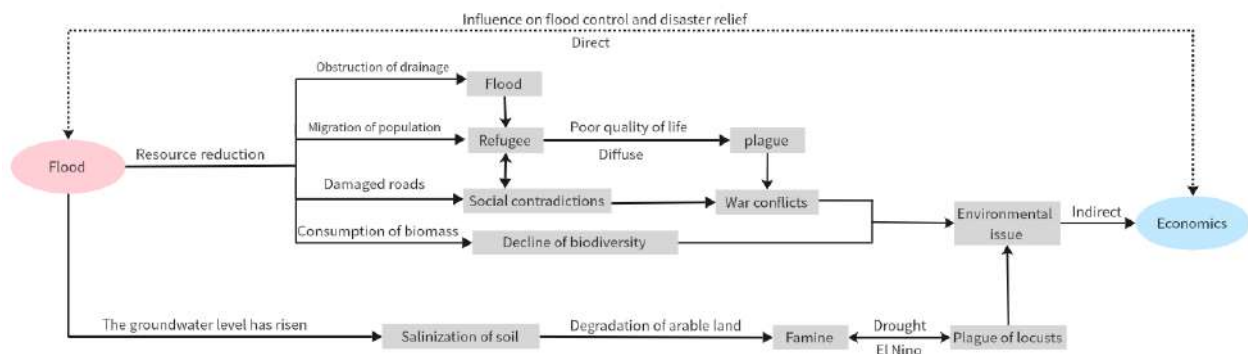 Influence on flood control and disaster relief
Direct
Obstruction of drainage
Flood
Migration of population
Refugee
Poor quality of life
Diffuse
plague
Flood
Resource reduction
Damaged roads
Social contradictions
War conflicts
Environmental
issue
Indirect
Economics
Consumption of biomass
Decline of biodiversity
The groundwater level has risen
Salinization of soil
Degradation of arable land
Famine
Drought
El Nino
Plague of locusts